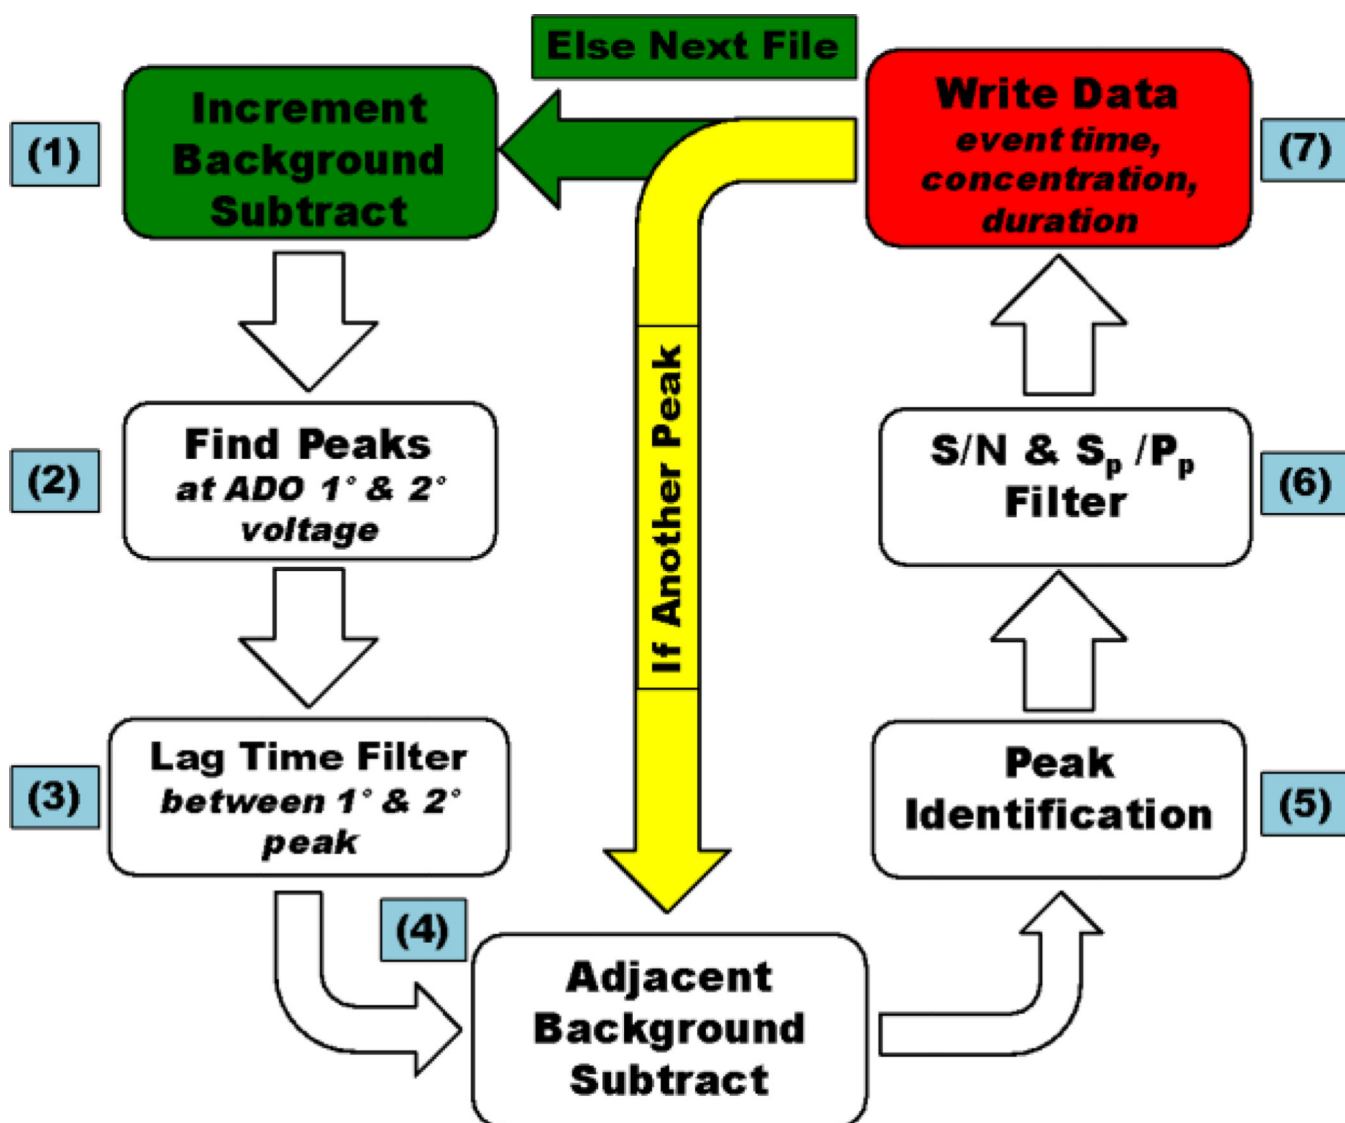 Else Next File
(1)
Increment
Background
Subtract
Write Data
event time,
concentration,
duration
(7)
(2)
Find Peaks
at ADO 1° & 2°
voltage
If Another Peak
S/N & Sp /Pp
Filter
(6)
(3)
Lag Time Filter
between 1° & 2°
peak
Peak
Identification
(5)
(4)
Adjacent
Background
Subtract